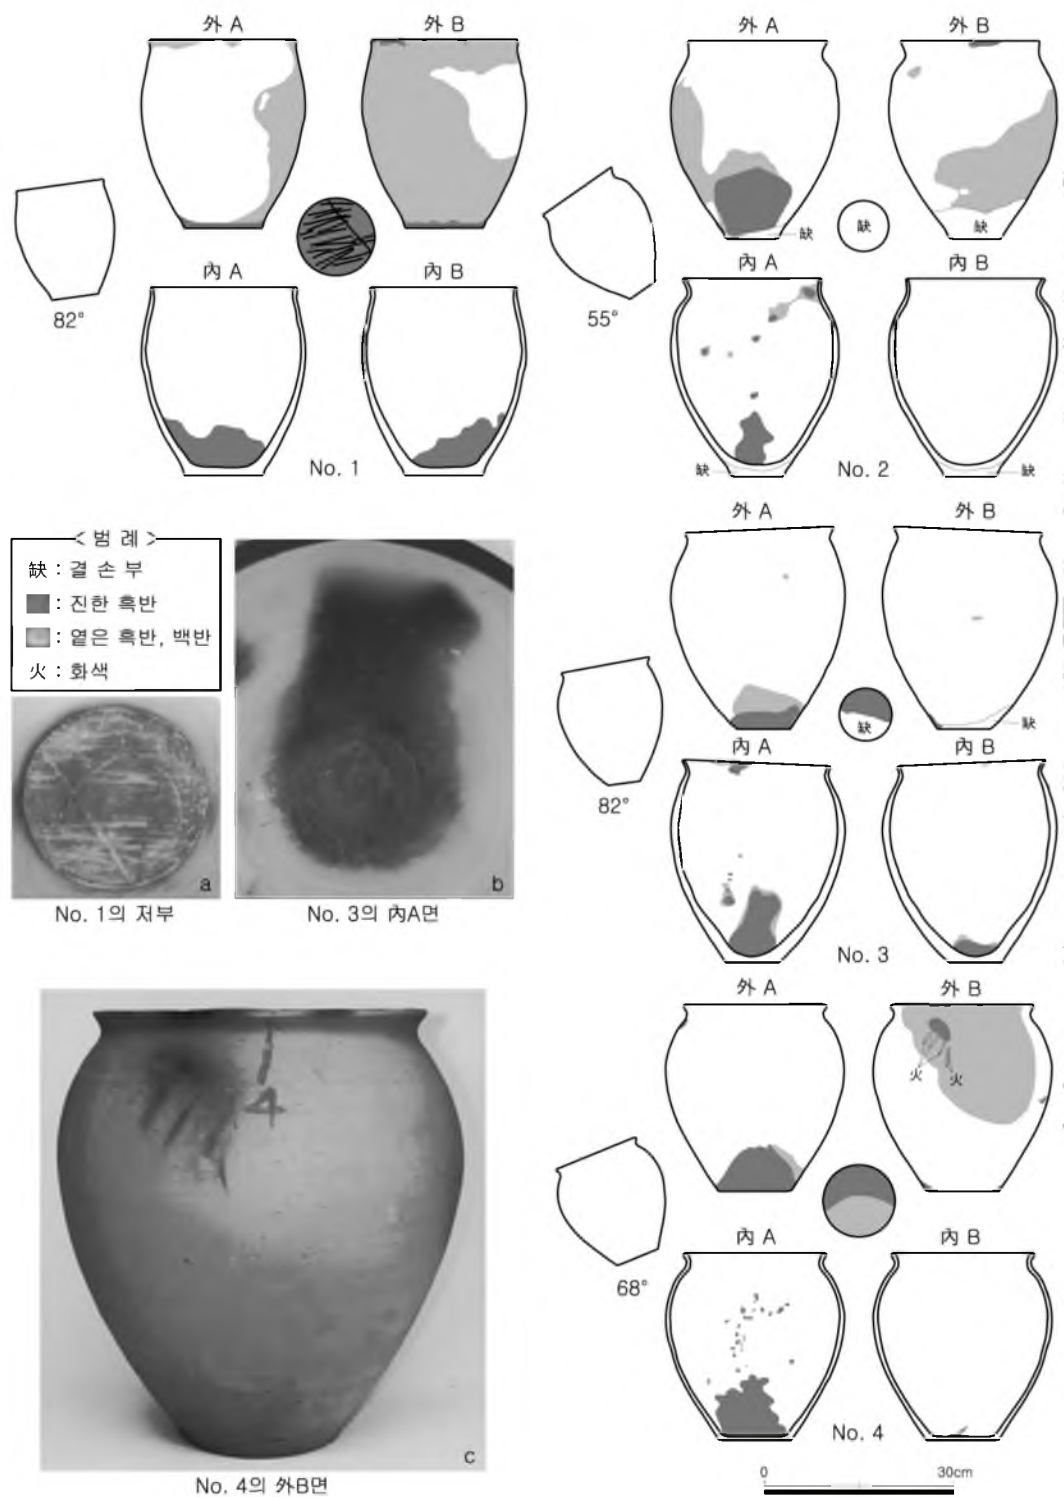 外 A
外 B
82°
內 A
內 B
No. 1
外 A
外 B
缺
缺
缺
55°
內 A
內 B
缺
No. 2
缺
<범 례>
缺 : 결 손 부
: 진한 흑반
: 옅은 흑반, 백반
火 : 화색
a
No. 1의 저부
b
No. 3의 內A면
外 A
外 B
缺
缺
82°
內 A
內 B
No. 3
4
c
No. 4의 外B면
外 A
外 B
火
火
68°
內 A
內 B
No. 4
0
30cm